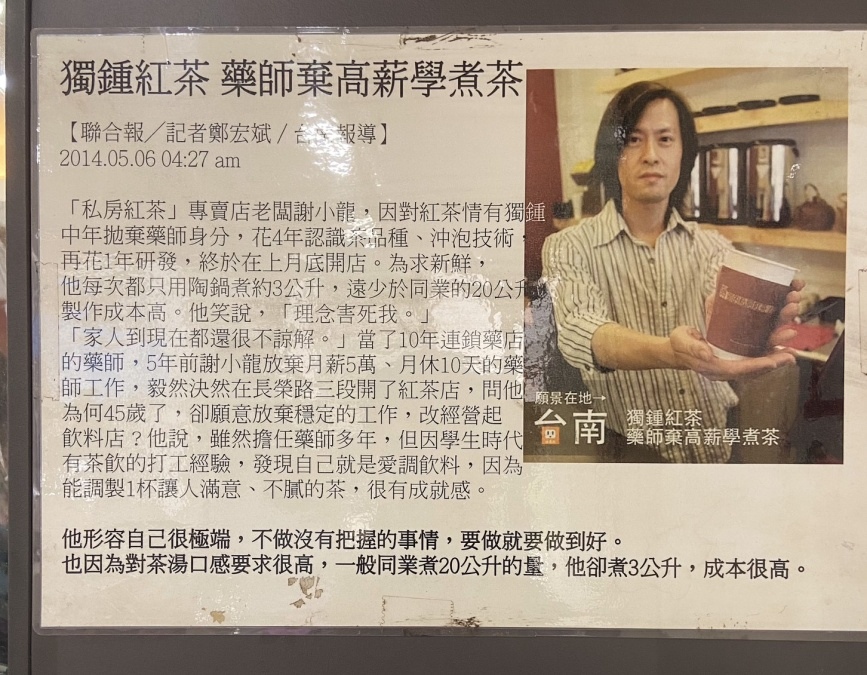 獨鍾紅茶 藥師棄高薪學煮茶
【聯合報／記者鄭宏斌／台南報導】
2014.05.06 04:27 am
「私房紅茶」專賣店老闆謝小龍，因對紅茶情有獨鍾
中年拋棄藥師身分，花4年認識茶品種、沖泡技術，
再花1年研發，終於在上月底開店。為求新鮮，
他每次都只用陶鍋煮約3公升，遠少於同業的20公升
製作成本高。他笑說，「理念害死我。」
「家人到現在都還很不諒解。」當了10年連鎖藥店
的藥師，5年前謝小龍放棄月薪5萬、月休10天的藥
師工作，毅然決然在長榮路三段開了紅茶店，問他
為何45歲了，卻願意放棄穩定的工作，改經營起
飲料店？他說，雖然擔任藥師多年，但因學生時代
有茶飲的打工經驗，發現自己就是愛調飲料，因為
能調製1杯讓人滿意、不膩的茶，很有成就感。
他形容自己很極端，不做沒有把握的事情，要做就要做到好。
也因為對茶湯口感要求很高，一般同業煮20公升的量，他卻煮3公升，成本很高。
願景在地→
台南
獨鍾紅茶
藥師棄高薪學煮茶